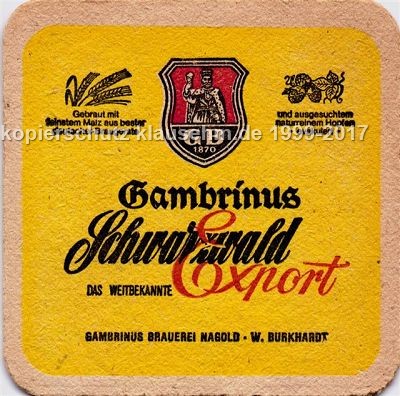 Gebraut mit
feinstem Malz aus bester
und ausgesuchtem
naturreinem Hopfen
kopierschutz-klausehm.de 1999-2017
GB
1870
Gambrinus
Schwarzwald
DAS WEITBEKANNTE Export
GAMBRINUS BRAUEREI NAGOLD · W. BURKHARDT